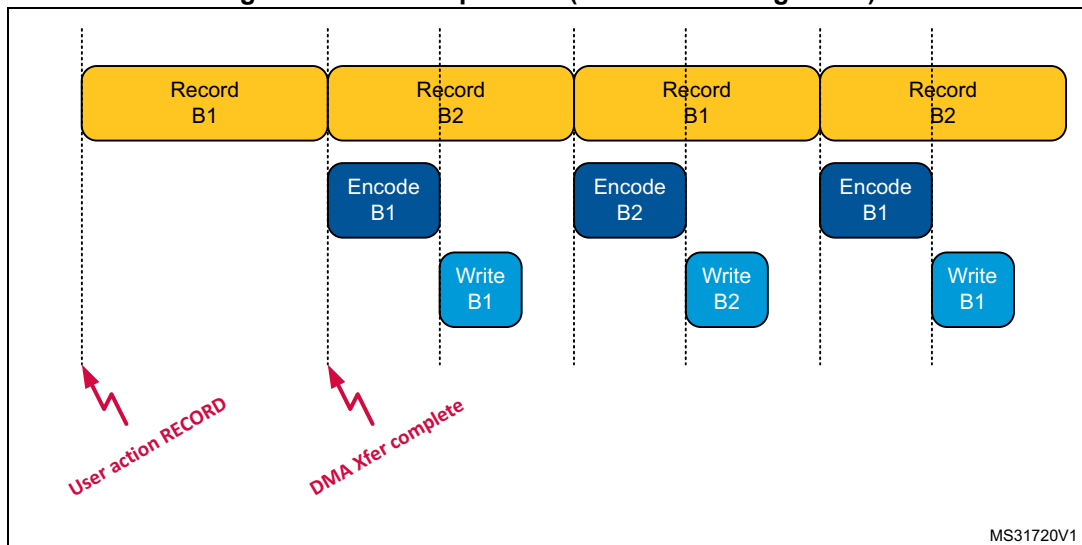 Record
B1
Record
B2
Record
B1
Record
B2
Encode
B1
Encode
B2
Encode
B1
Write
B1
Write
B2
Write
B1
User action RECORD
DMA Xfer complete
MS31720V1